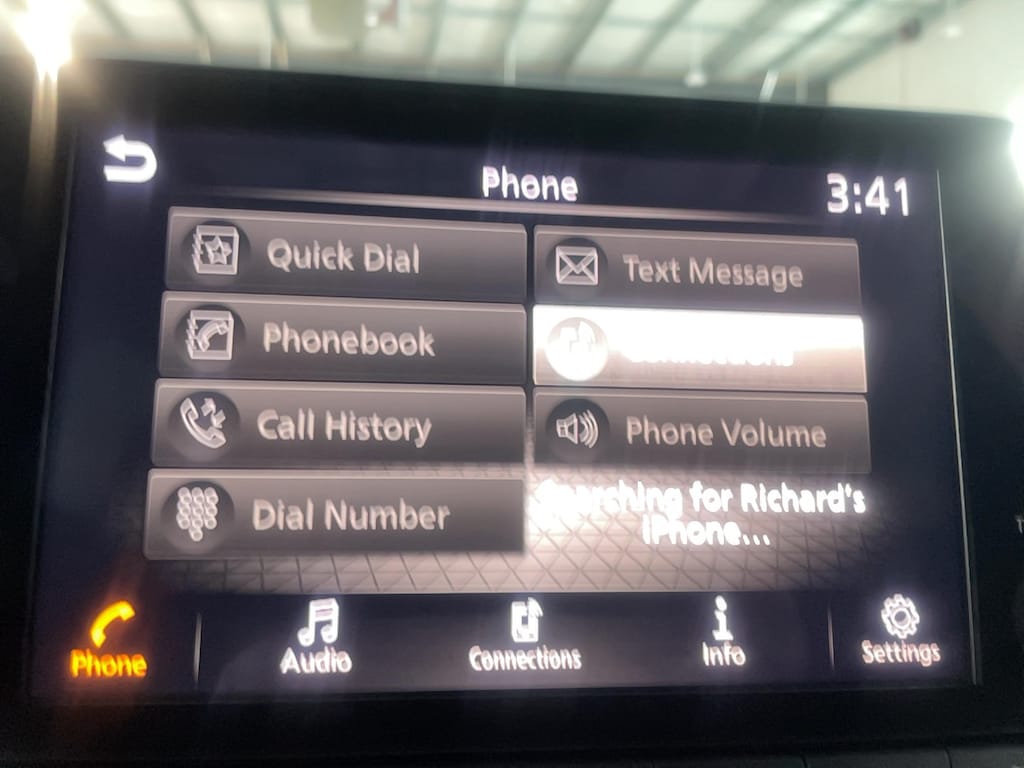 Phone
3:41
Quick Dial
Text Message
Phonebook
Connections
Call History
Phone Volume
Dial Number
Searching for Richard's
iPhone...
Phone
Audio
Connections
Info
Settings